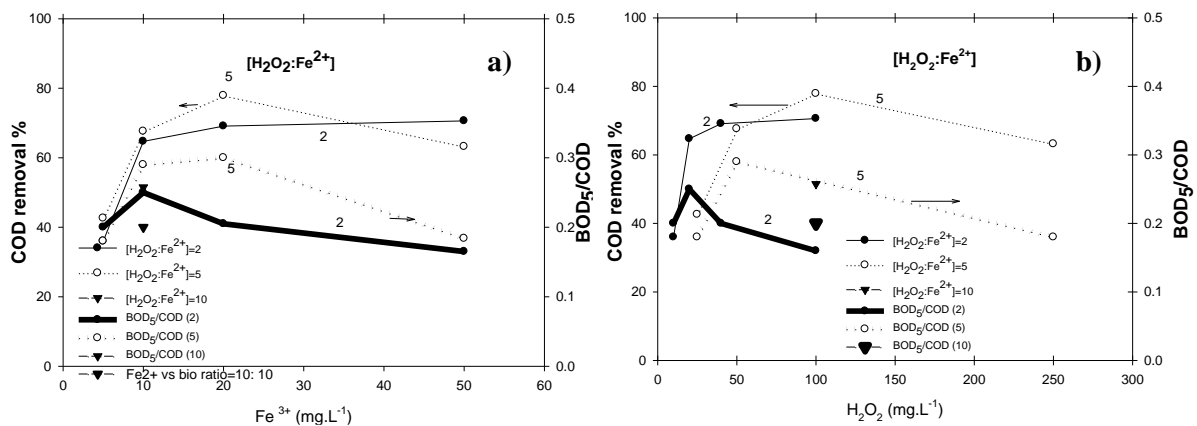 [H₂O₂:Fe²⁺]
a)
5
2
5
2
COD removal %
100
80
60
40
20
0
BOD₅/COD
0.5
0.4
0.3
0.2
0.1
0.0
[H₂O₂:Fe²⁺]=2
[H₂O₂:Fe²⁺]=5
[H₂O₂:Fe²⁺]=10
BOD₅/COD (2)
BOD₅/COD (5)
BOD₅/COD (10)
Fe2+ vs bio ratio=10: 10
0 10 20 30 40 50 60
Fe ³⁺ (mg.L⁻¹)
[H₂O₂:Fe²⁺]
b)
5
2
5
2
COD removal %
100
80
60
40
20
0
BOD₅/COD
0.5
0.4
0.3
0.2
0.1
0.0
[H₂O₂:Fe²⁺]=2
[H₂O₂:Fe²⁺]=5
[H₂O₂:Fe²⁺]=10
BOD₅/COD (2)
BOD₅/COD (5)
BOD₅/COD (10)
0 50 100 150 200 250 300
H₂O₂ (mg.L⁻¹)